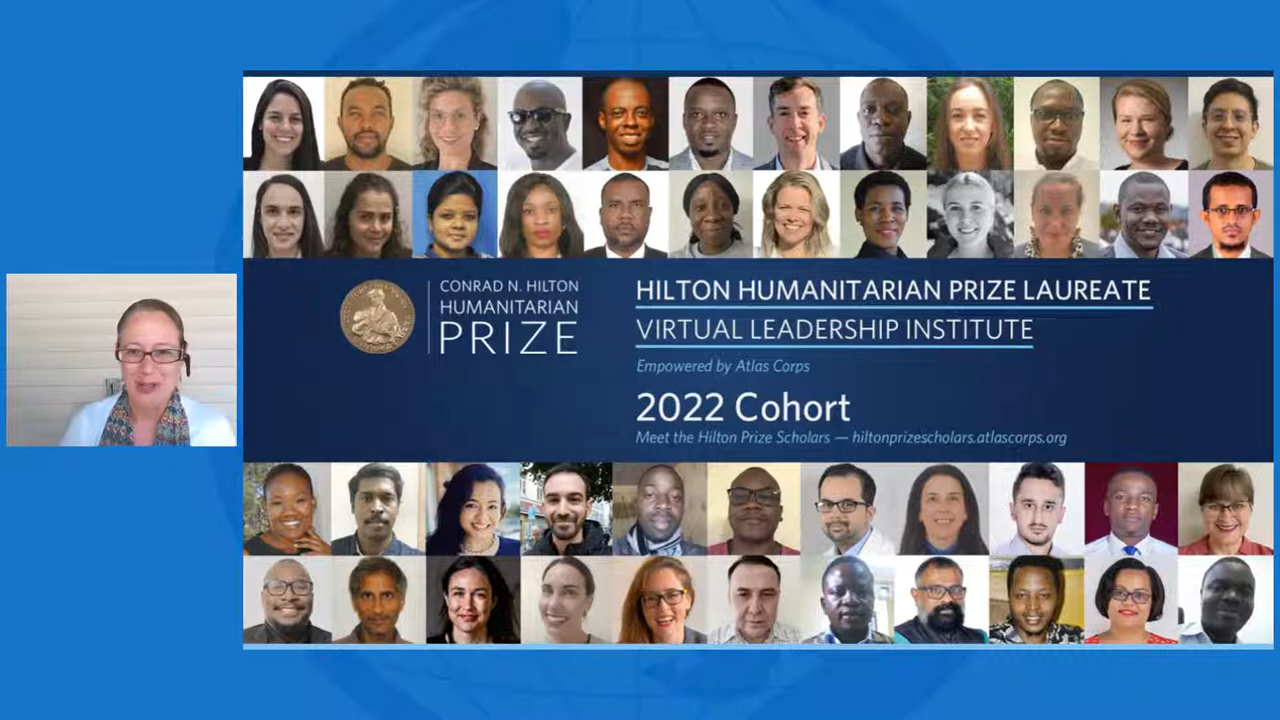 CONRAD N. HILTON
HUMANITARIAN
PRIZE
HILTON HUMANITARIAN PRIZE LAUREATE
VIRTUAL LEADERSHIP INSTITUTE
Empowered by Atlas Corps
2022 Cohort
Meet the Hilton Prize Scholars — hiltonprizescholars.atlascorps.org